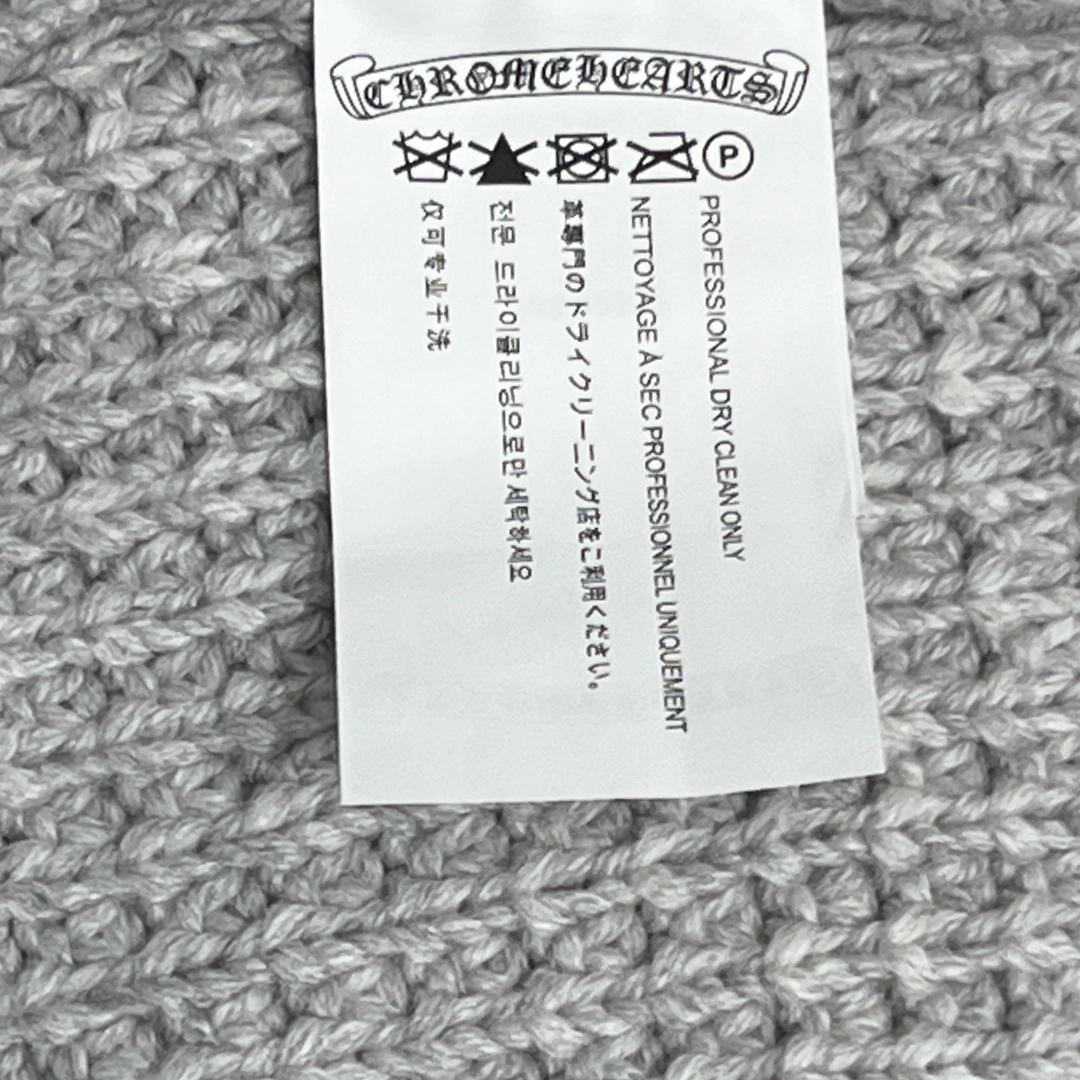 CHROMEHEARTS
P
PROFESSIONAL DRY CLEAN ONLY
NETTOYAGE À SEC PROFESSIONNEL UNIQUEMENT
革専門のドライクリーニング店をご利用ください。
전문 드라이클리닝으로만 세탁하세요
仅可专业干洗